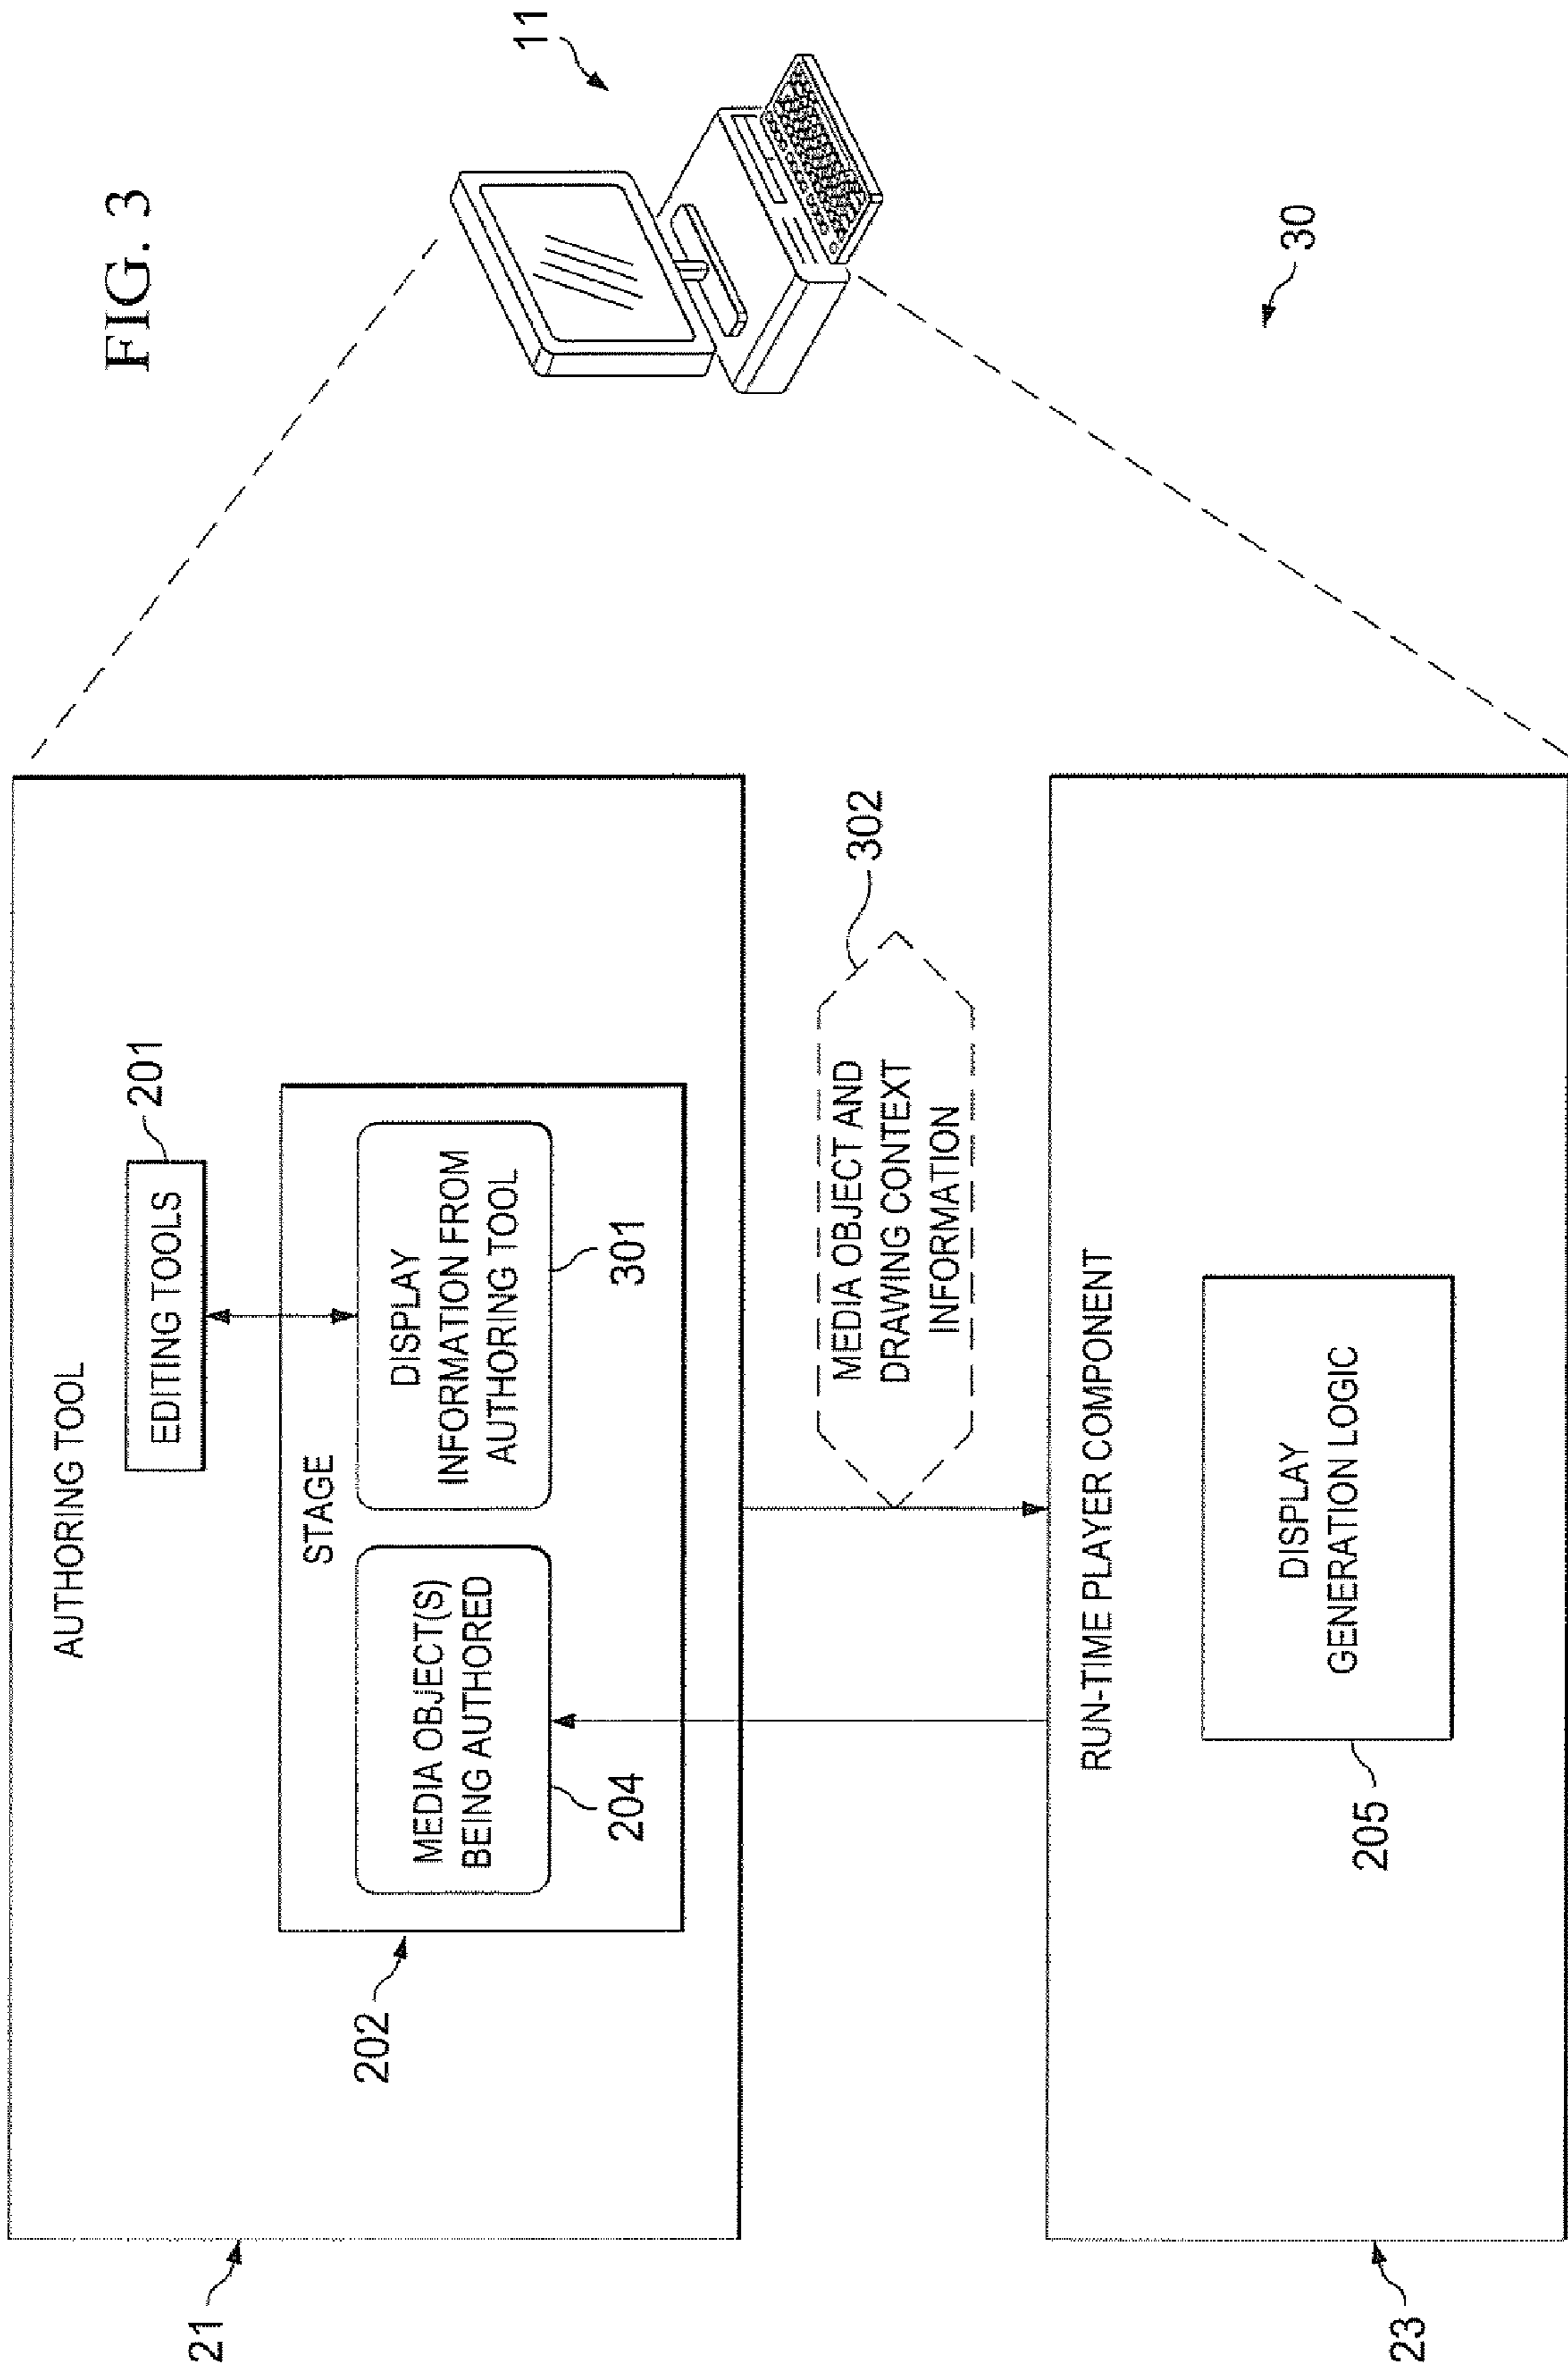 FIG. 3
11
30
21
AUTHORING TOOL
EDITING TOOLS
201
202
STAGE
MEDIA OBJECT(S)
BEING AUTHORED
204
DISPLAY
INFORMATION FROM
AUTHORING TOOL
301
MEDIA OBJECT AND
DRAWING CONTEXT
INFORMATION
302
23
RUN-TIME PLAYER COMPONENT
DISPLAY
GENERATION LOGIC
205